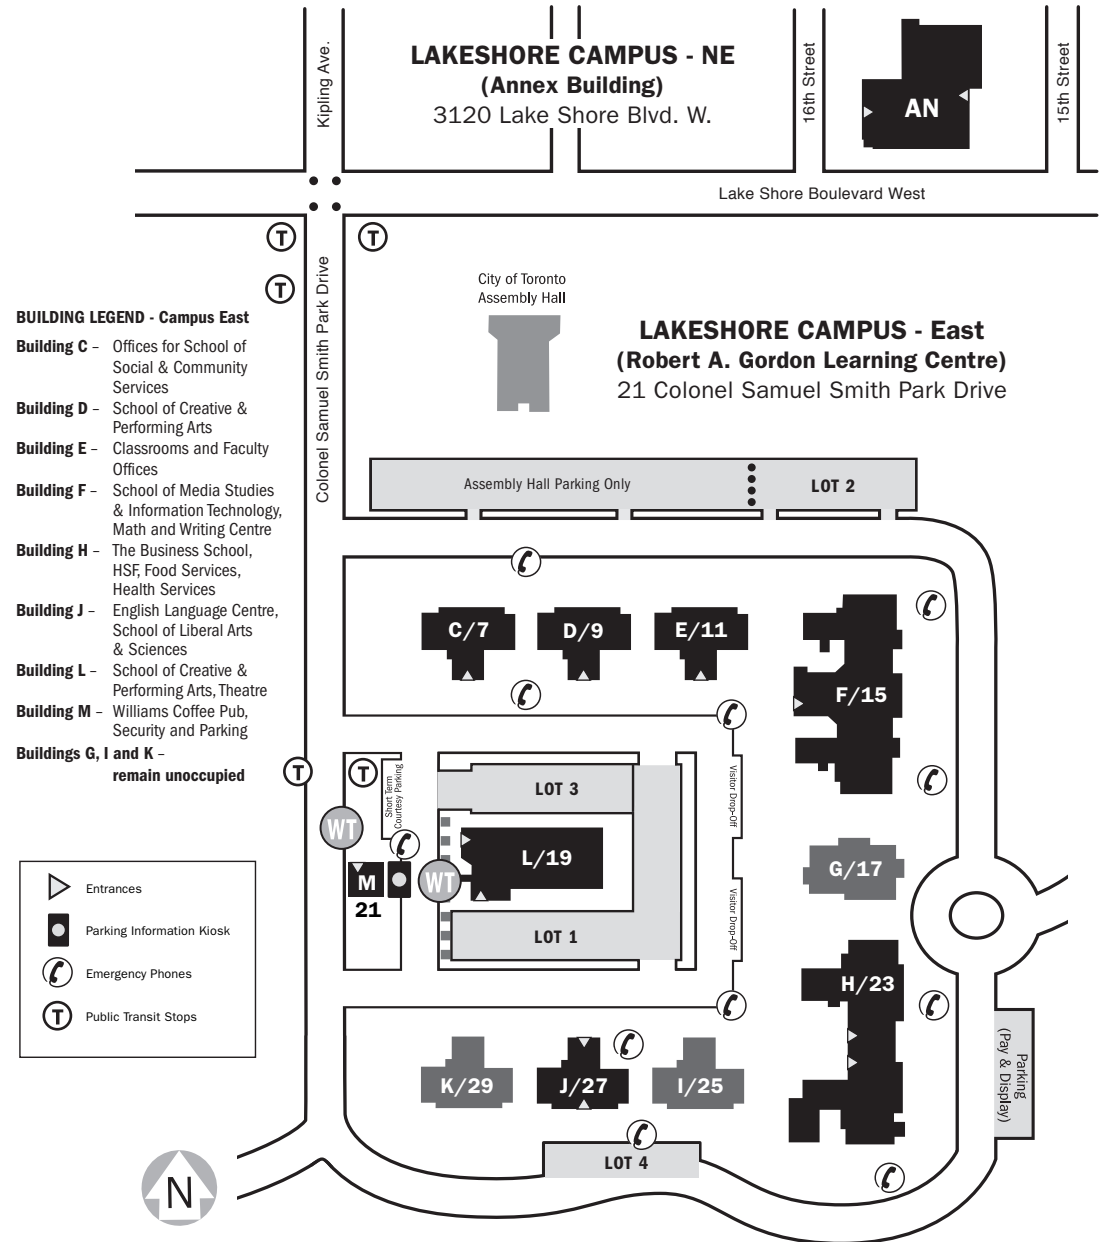 LAKESHORE CAMPUS - NE
(Annex Building)
3120 Lake Shore Blvd. W.
Kipling Ave.
16th Street
AN
15th Street
Lake Shore Boulevard West
T
T
T
Colonel Samuel Smith Park Drive
City of Toronto
Assembly Hall
LAKESHORE CAMPUS - East
(Robert A. Gordon Learning Centre)
21 Colonel Samuel Smith Park Drive
BUILDING LEGEND - Campus East
Building C – Offices for School of
Social & Community
Services
Building D – School of Creative &
Performing Arts
Building E – Classrooms and Faculty
Offices
Building F – School of Media Studies
& Information Technology,
Math and Writing Centre
Building H – The Business School,
HSF, Food Services,
Health Services
Building J – English Language Centre,
School of Liberal Arts
& Sciences
Building L – School of Creative &
Performing Arts, Theatre
Building M – Williams Coffee Pub,
Security and Parking
Buildings G, I and K –
remain unoccupied
Assembly Hall Parking Only
LOT 2
C/7
D/9
E/11
F/15
T
T
Short Term
Courtesy Parking
LOT 3
Visitor Drop-Off
WT
L/19
WT
M
21
G/17
LOT 1
Visitor Drop-Off
H/23
K/29
J/27
I/25
Parking
(Pay & Display)
LOT 4
Entrances
Parking Information Kiosk
Emergency Phones
T
Public Transit Stops
N